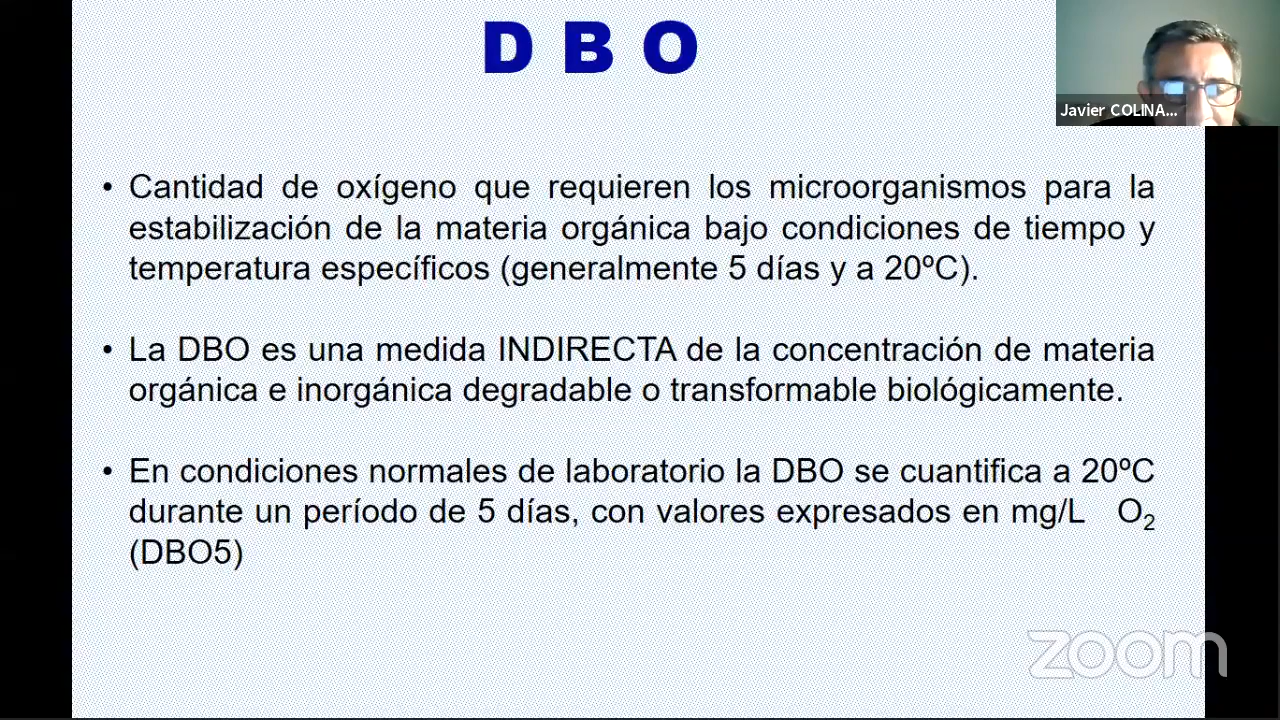 D B O
Javier COLINA...
• Cantidad de oxígeno que requieren los microorganismos para la
estabilización de la materia orgánica bajo condiciones de tiempo y
temperatura específicos (generalmente 5 días y a 20ºC).
• La DBO es una medida INDIRECTA de la concentración de materia
orgánica e inorgánica degradable o transformable biológicamente.
• En condiciones normales de laboratorio la DBO se cuantifica a 20ºC
durante un período de 5 días, con valores expresados en mg/L O₂
(DBO5)
zoom